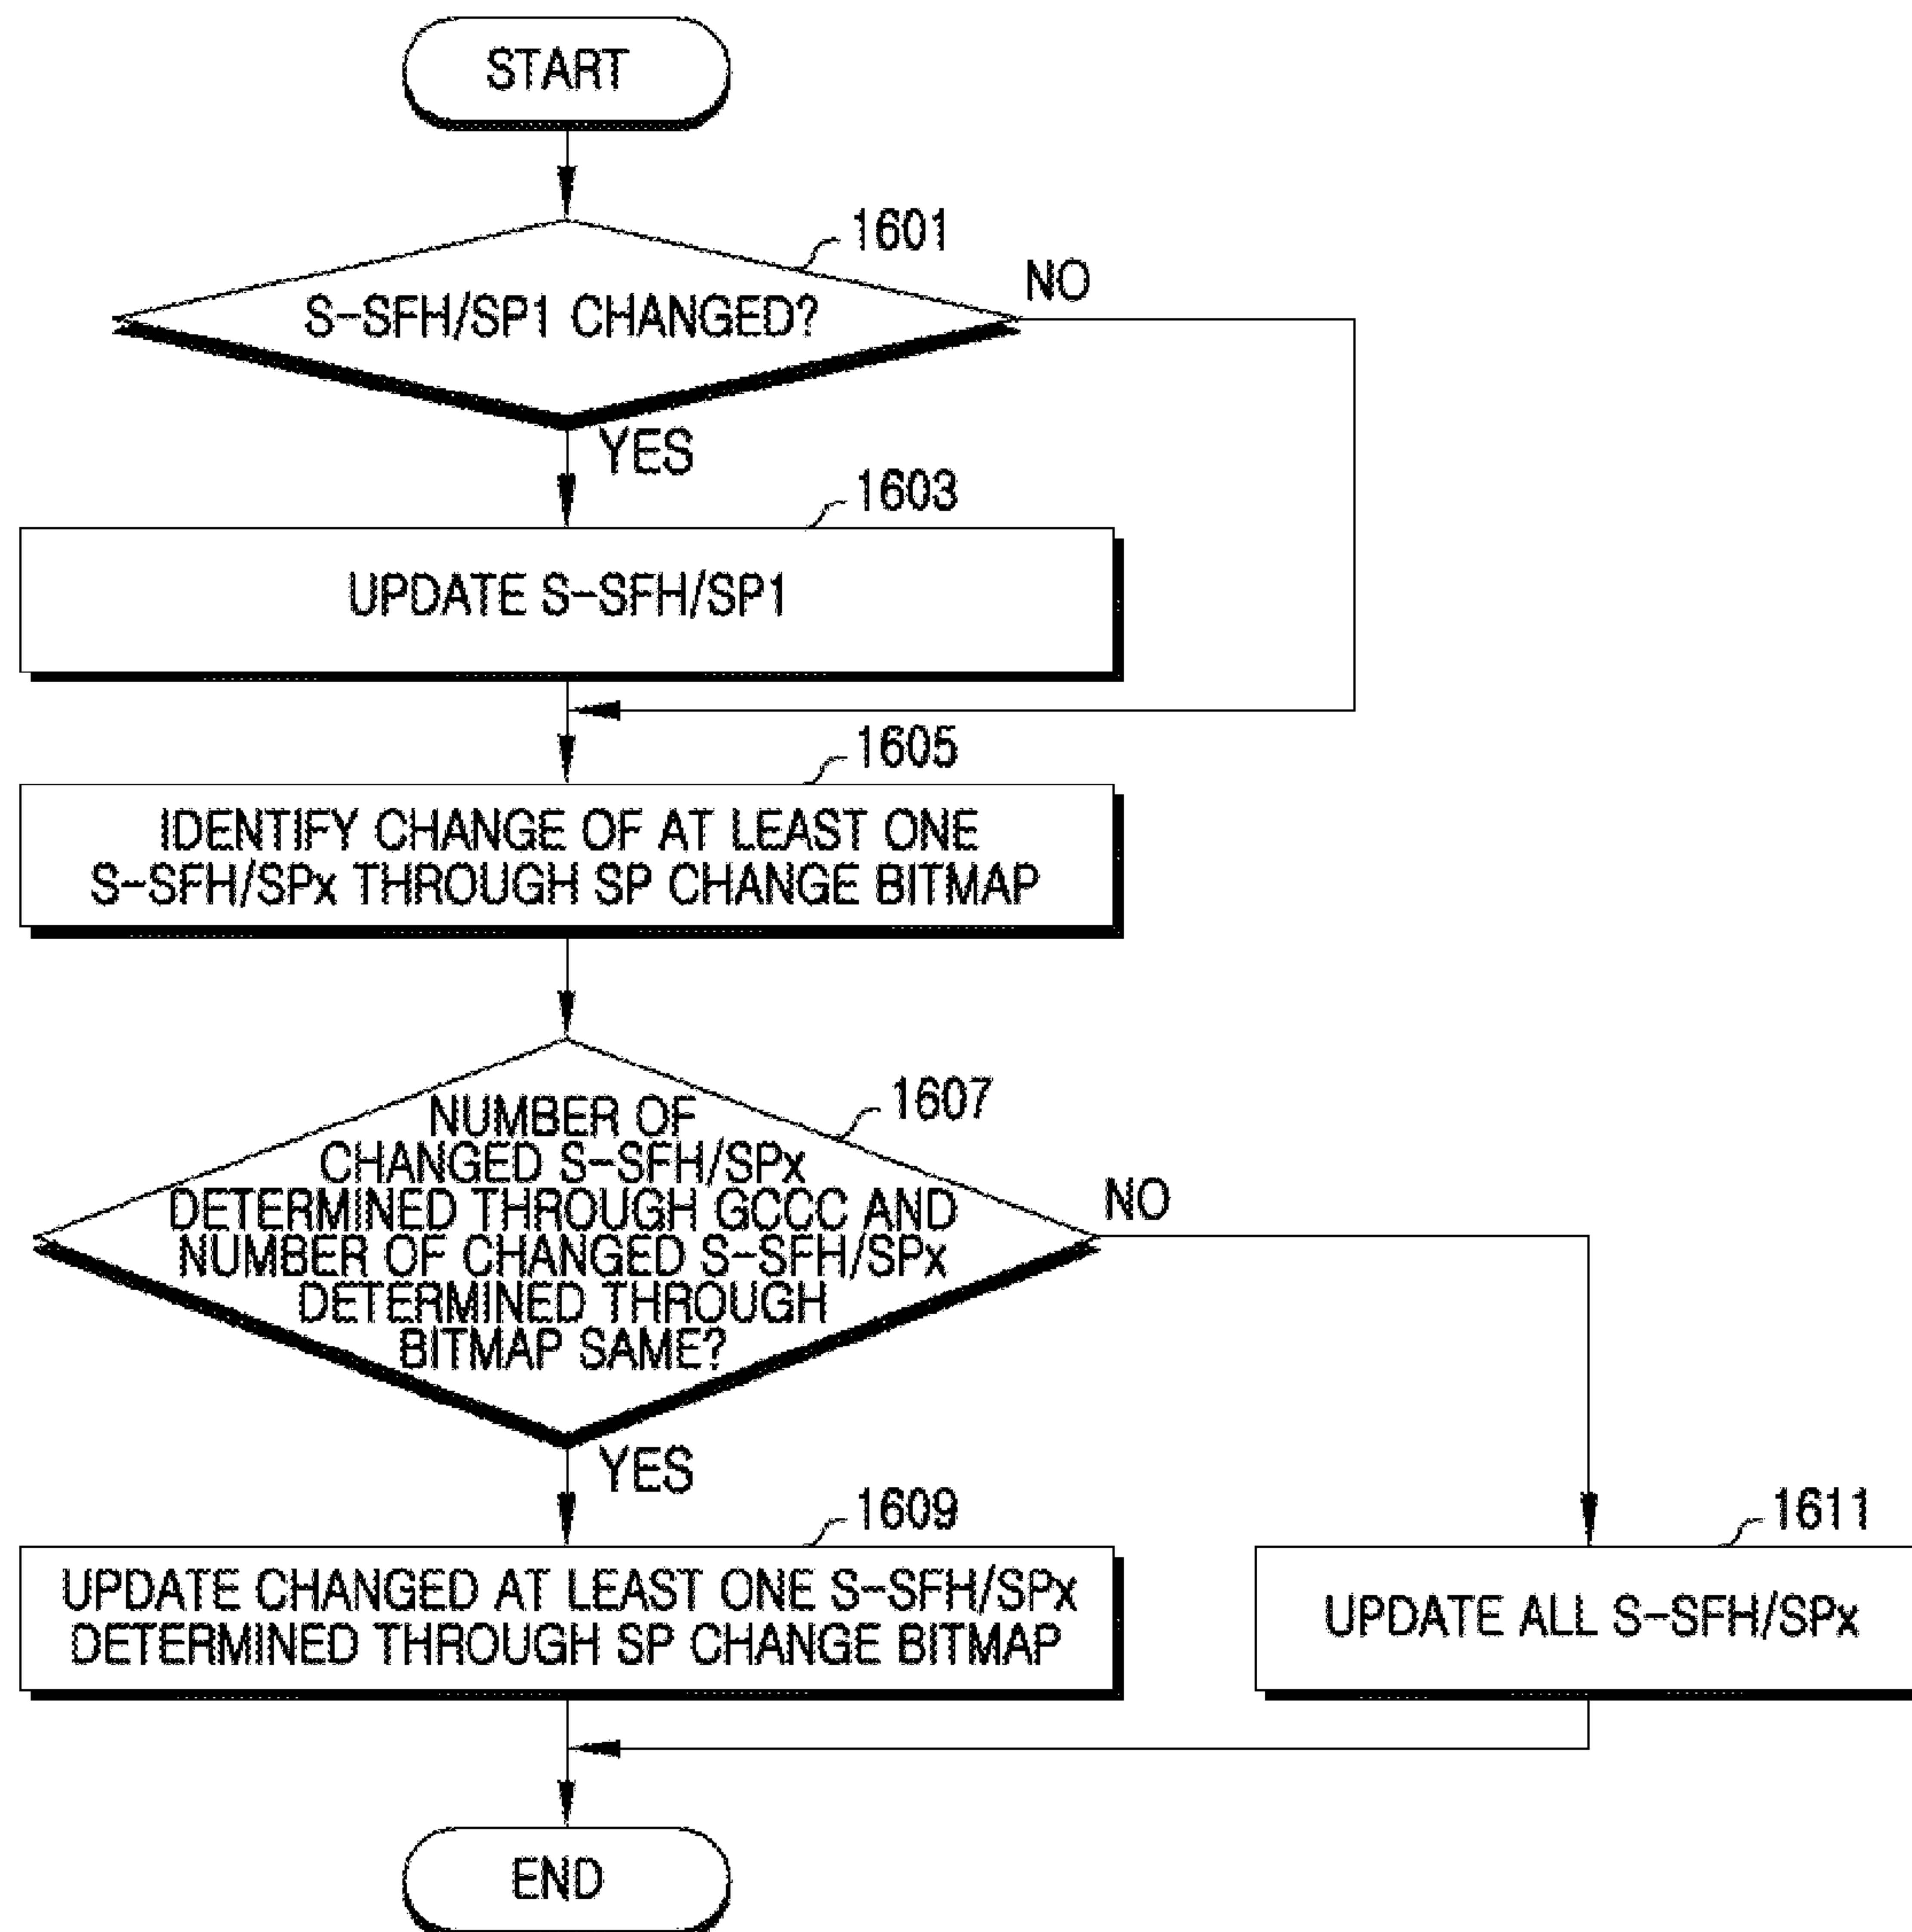 START
1601
S-SFH/SP1 CHANGED?
NO
YES
1603
UPDATE S-SFH/SP1
1605
IDENTIFY CHANGE OF AT LEAST ONE
S-SFH/SPx THROUGH SP CHANGE BITMAP
1607
NUMBER OF
CHANGED S-SFH/SPx
DETERMINED THROUGH GCCC AND
NUMBER OF CHANGED S-SFH/SPx
DETERMINED THROUGH
BITMAP SAME?
NO
YES
1609
UPDATE CHANGED AT LEAST ONE S-SFH/SPx
DETERMINED THROUGH SP CHANGE BITMAP
1611
UPDATE ALL S-SFH/SPx
END